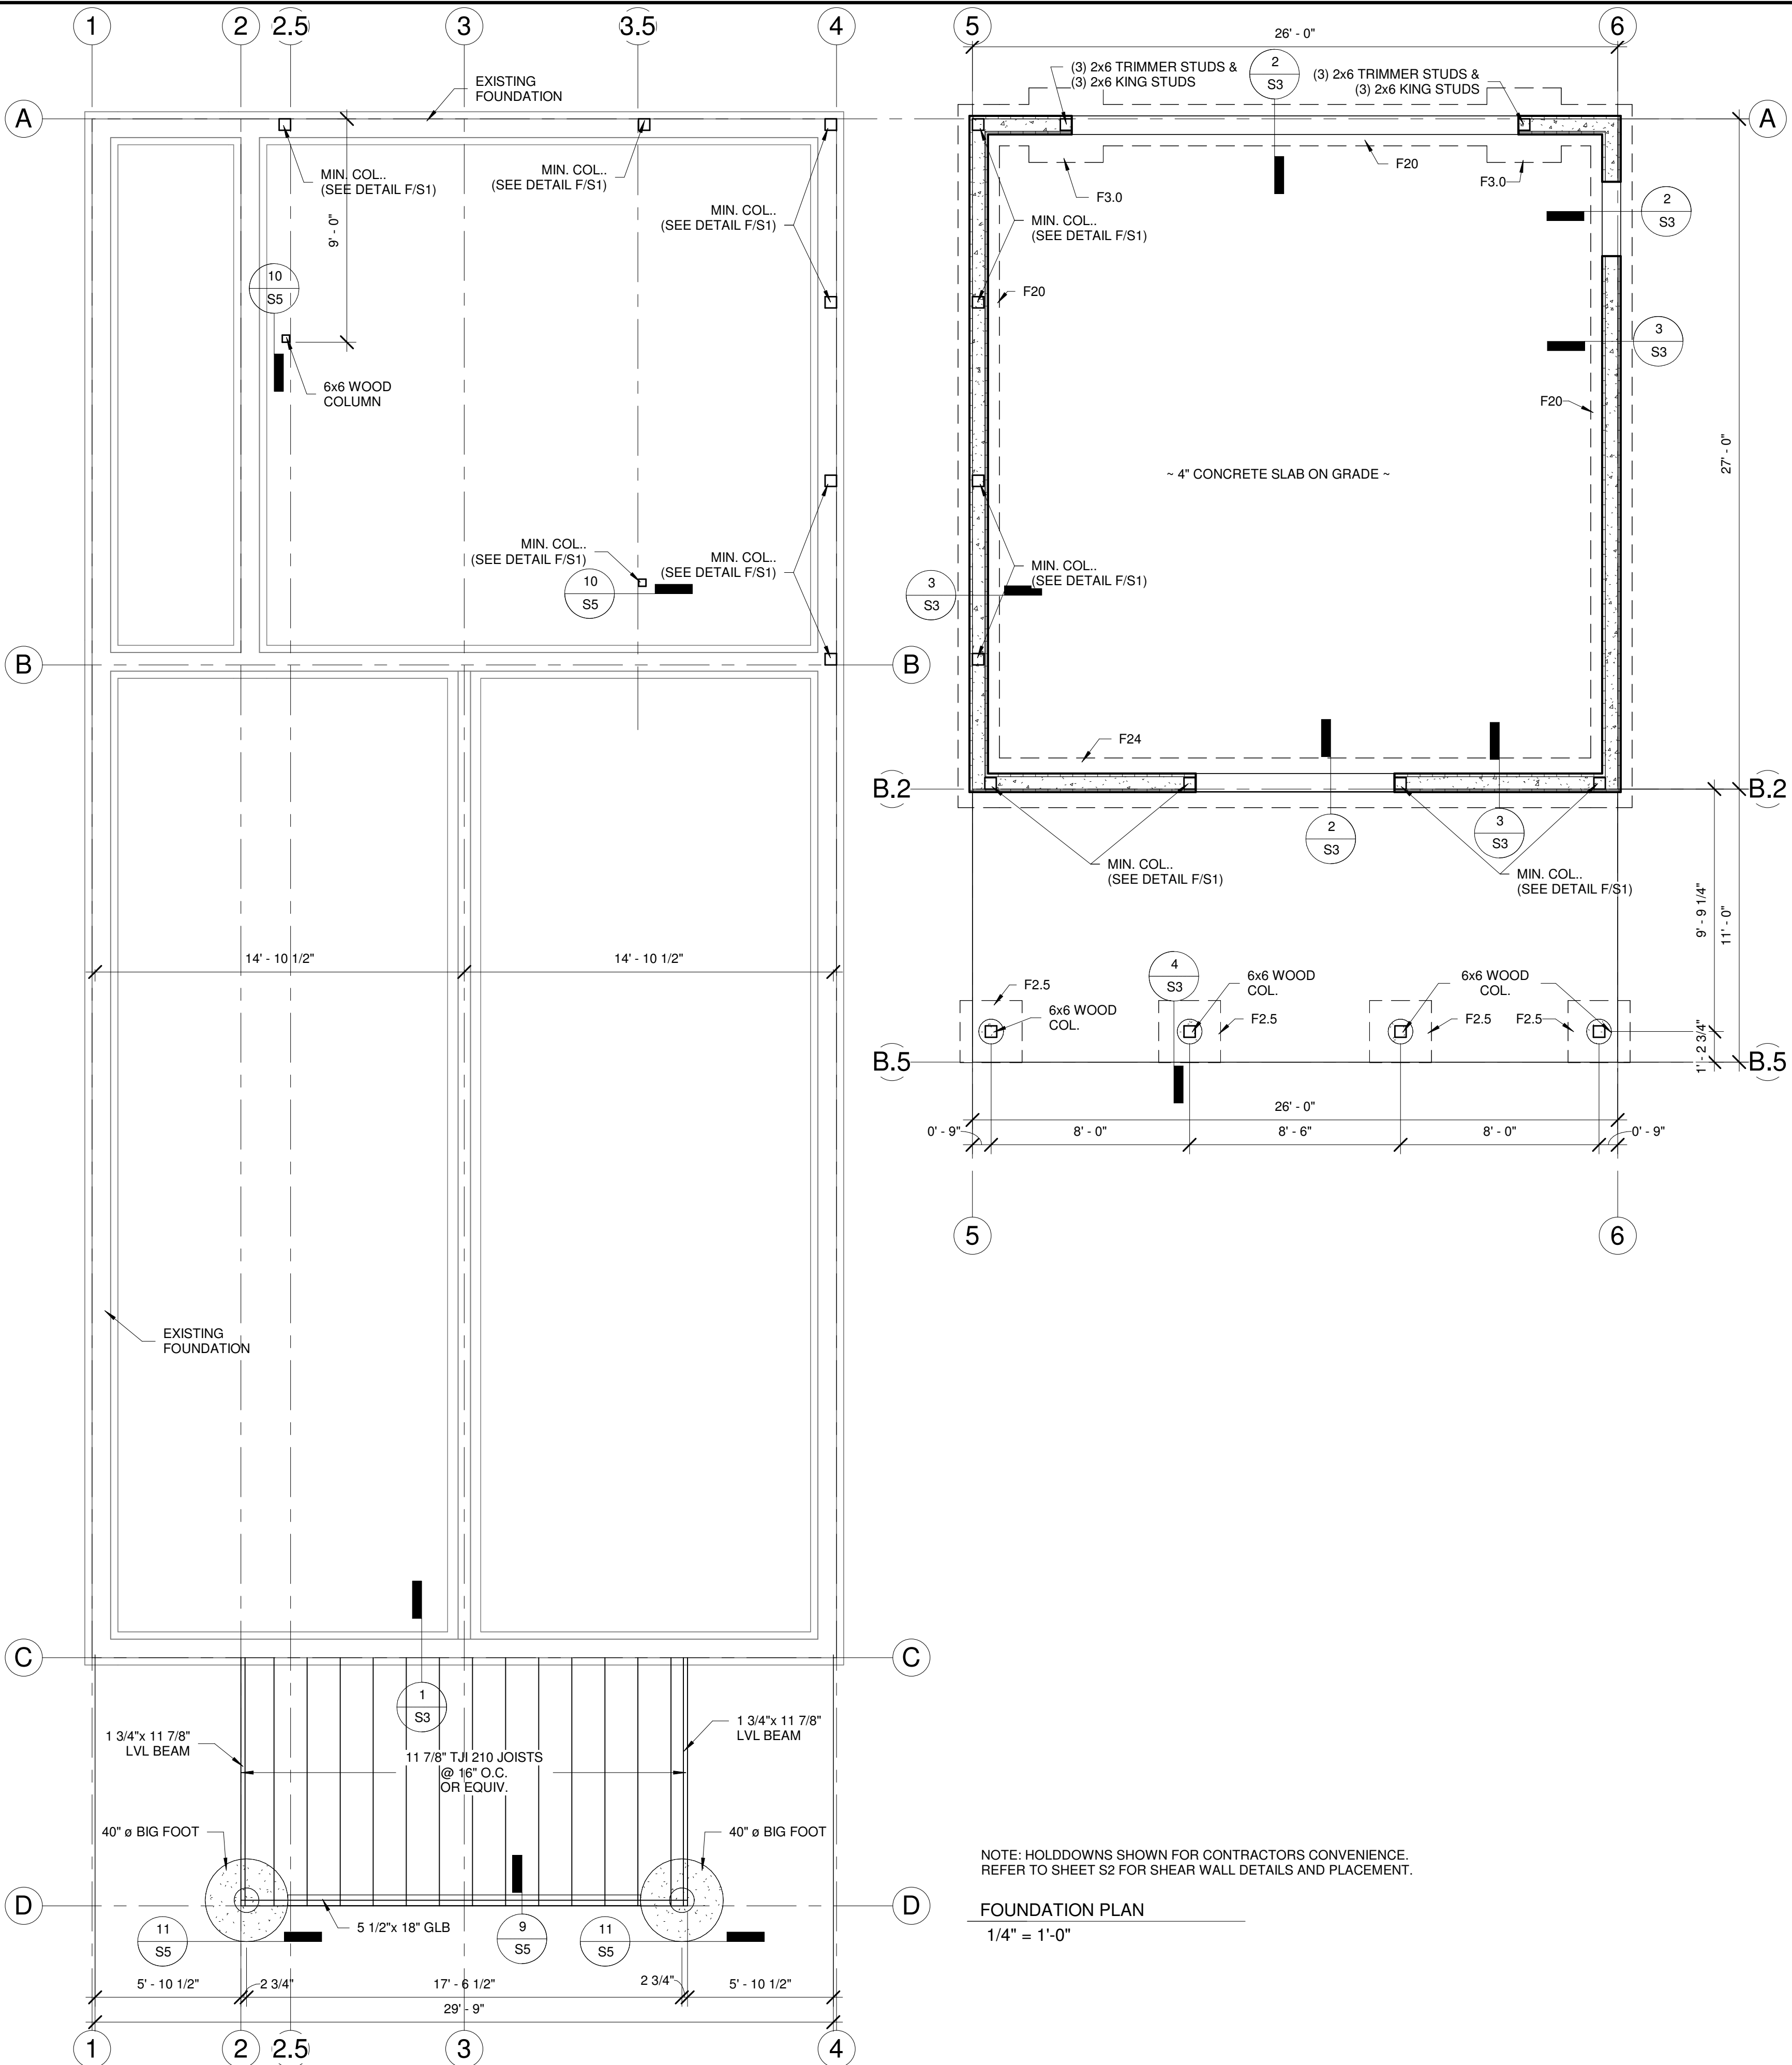 1
2
2.5
3
3.5
4
5
6
26' - 0"
EXISTING
FOUNDATION
(3) 2x6 TRIMMER STUDS &
(3) 2x6 KING STUDS
2
S3
(3) 2x6 TRIMMER STUDS &
(3) 2x6 KING STUDS
A
A
MIN. COL..
(SEE DETAIL F/S1)
MIN. COL..
(SEE DETAIL F/S1)
F20
F3.0
F3.0
9' - 0"
MIN. COL..
(SEE DETAIL F/S1)
MIN. COL..
(SEE DETAIL F/S1)
2
S3
10
S5
F20
3
S3
6x6 WOOD
COLUMN
F20
27' - 0"
~ 4" CONCRETE SLAB ON GRADE ~
MIN. COL..
(SEE DETAIL F/S1)
10
S5
MIN. COL..
(SEE DETAIL F/S1)
3
S3
MIN. COL..
(SEE DETAIL F/S1)
B
B
F24
B.2
B.2
2
S3
3
S3
MIN. COL..
(SEE DETAIL F/S1)
MIN. COL..
(SEE DETAIL F/S1)
9' - 9 1/4"
11' - 0"
14' - 10 1/2"
14' - 10 1/2"
4
S3
F2.5
6x6 WOOD
COL.
6x6 WOOD
COL.
F2.5
6x6 WOOD
COL.
F2.5
F2.5
1' - 2 3/4"
B.5
B.5
26' - 0"
0' - 9"
8' - 0"
8' - 6"
8' - 0"
0' - 9"
5
6
EXISTING
FOUNDATION
C
C
1
S3
1 3/4"x 11 7/8"
LVL BEAM
1 3/4"x 11 7/8"
LVL BEAM
11 7/8" TJI 210 JOISTS
@ 16" O.C.
OR EQUIV.
40" ø BIG FOOT
40" ø BIG FOOT
NOTE: HOLDDOWNS SHOWN FOR CONTRACTORS CONVENIENCE.
REFER TO SHEET S2 FOR SHEAR WALL DETAILS AND PLACEMENT.
D
D
FOUNDATION PLAN
1/4" = 1'-0"
11
S5
5 1/2"x 18" GLB
9
S5
11
S5
5' - 10 1/2"
2 3/4"
17' - 6 1/2"
2 3/4"
5' - 10 1/2"
29' - 9"
1
2
2.5
3
4